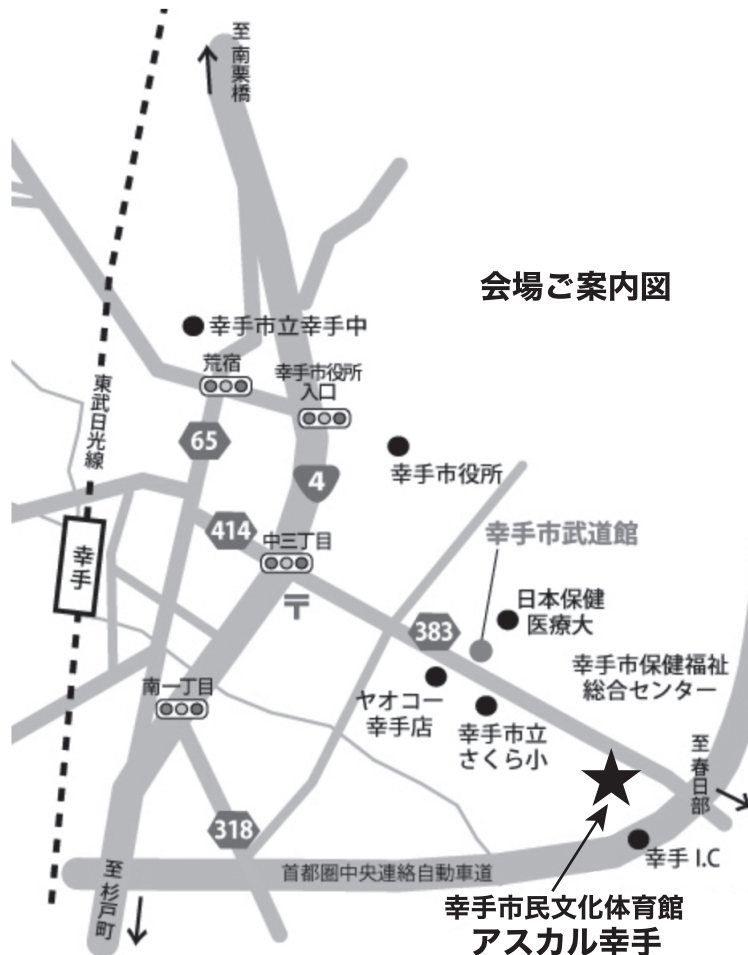 至南栗橋
会場ご案内図
幸手市立幸手中
荒宿
幸手市役所
入口
東武日光線
65
4
幸手市役所
414
中三丁目
幸手市武道館
幸手
〒
日本保健
医療大
383
幸手市保健福祉
総合センター
南一丁目
ヤオコー
幸手店
幸手市立
さくら小
至春日部
318
幸手 I.C
首都圏中央連絡自動車道
至杉戸町
幸手市民文化体育館
アスカル幸手